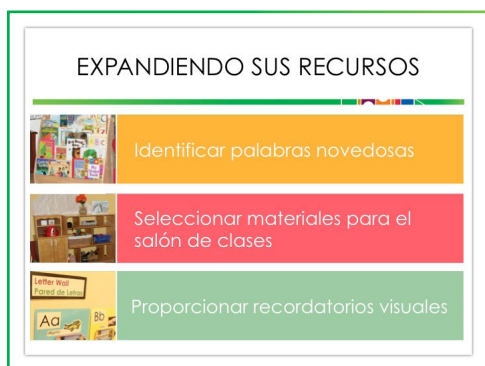 EXPANDIENDO SUS RECURSOS
Identificar palabras novedosas
Seleccionar materiales para el
salón de clases
Letter Wall
Pared de Letras
Aa
Bb
Proporcionar recordatorios visuales